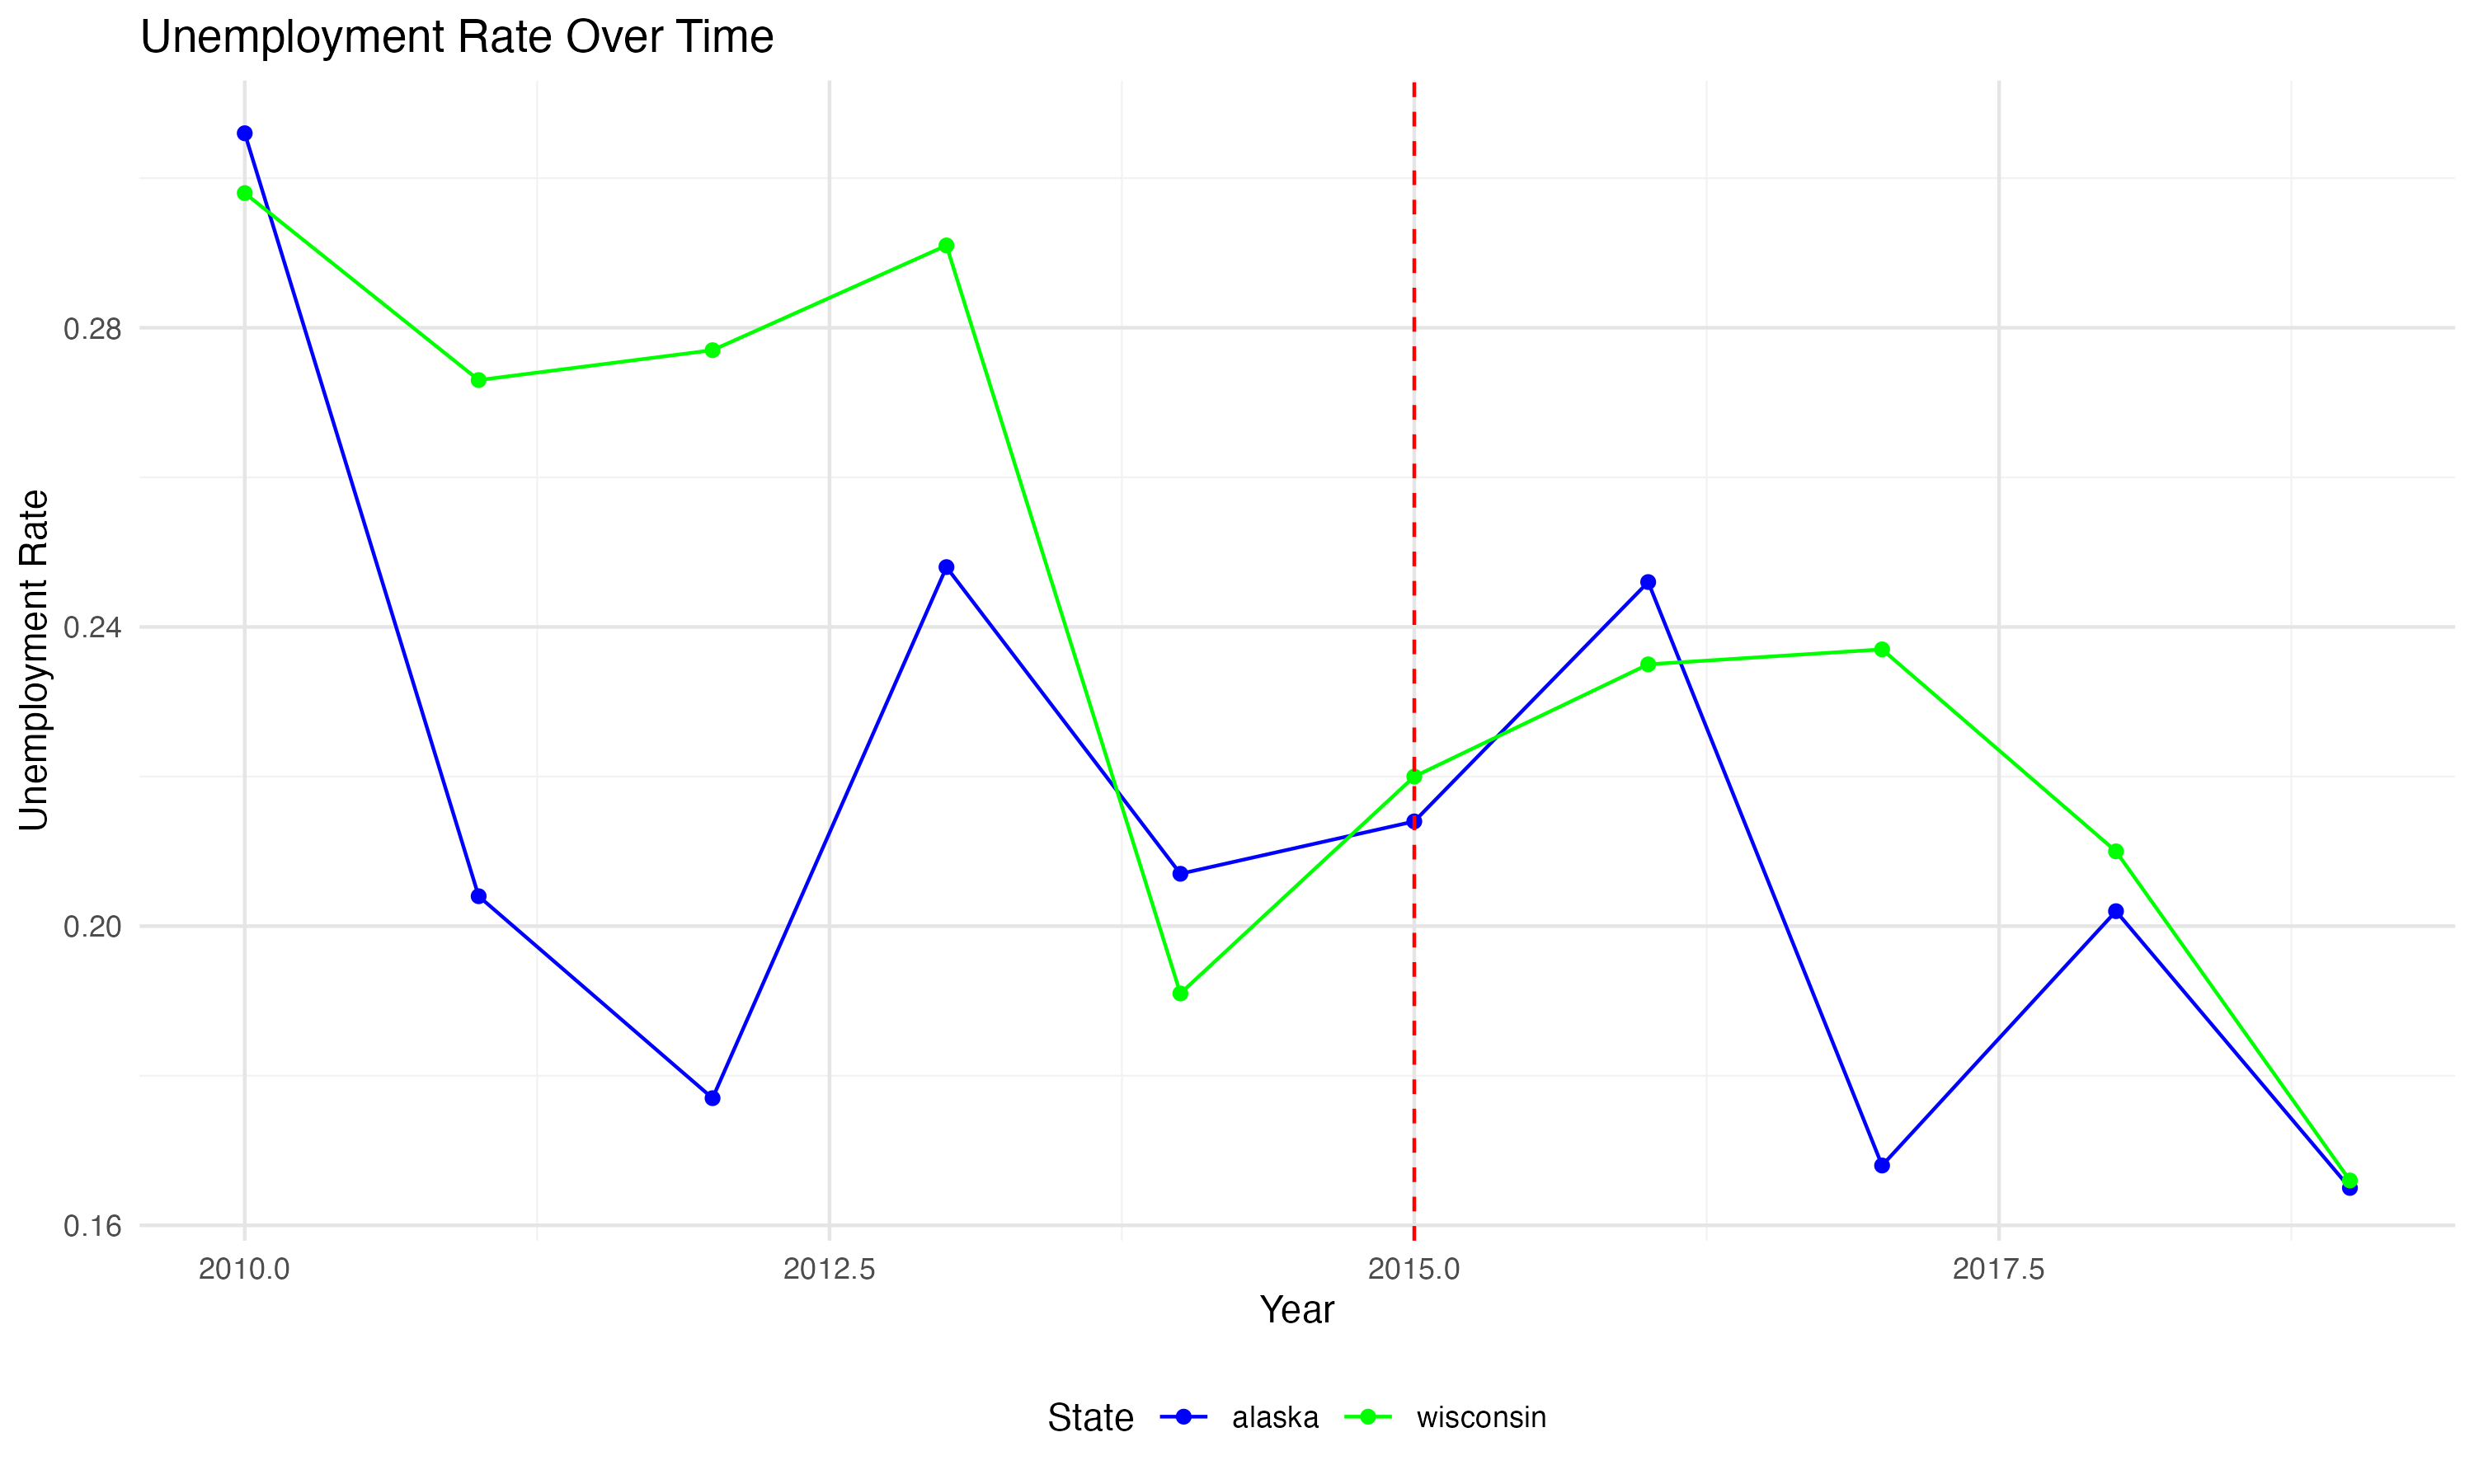 Unemployment Rate Over Time
Unemployment Rate
0.28
0.24
0.20
0.16
2010.0 2012.5 2015.0 2017.5
Year
State alaska wisconsin